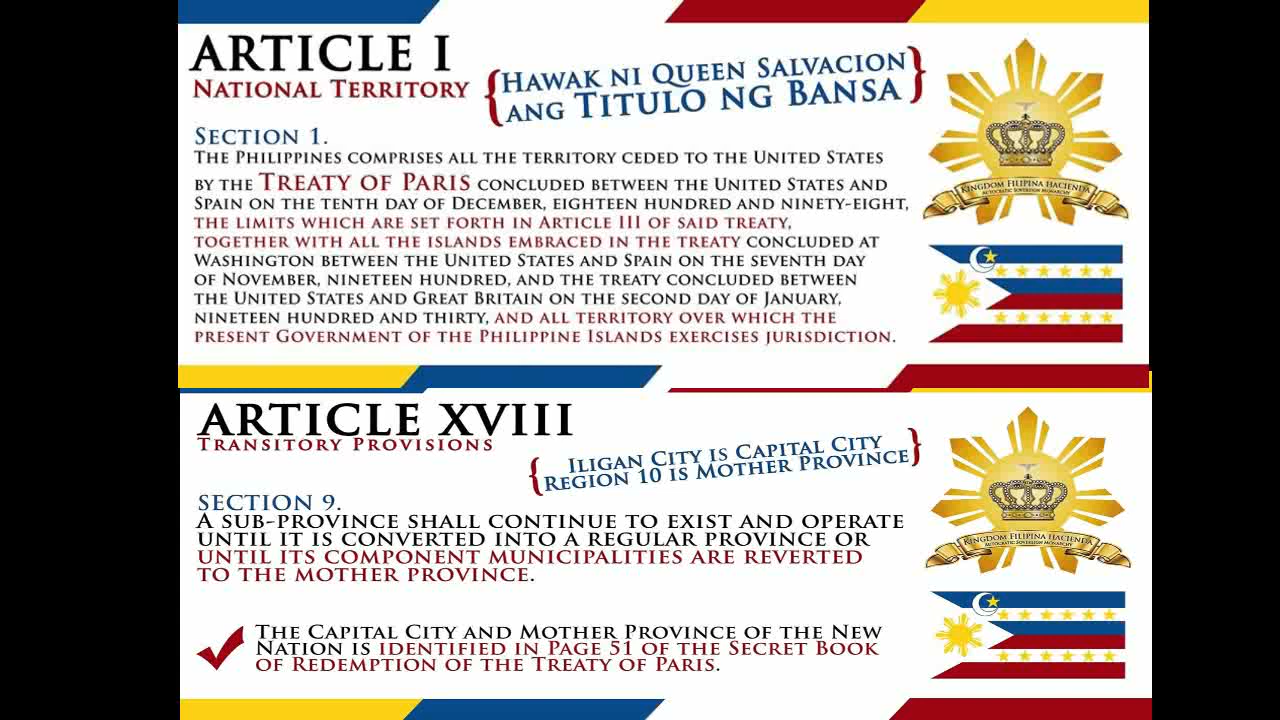 ARTICLE I
NATIONAL TERRITORY
{HAWAK NI QUEEN SALVACION
ANG TITULO NG BANSA}
SECTION 1.
THE PHILIPPINES COMPRISES ALL THE TERRITORY CEDED TO THE UNITED STATES
BY THE TREATY OF PARIS CONCLUDED BETWEEN THE UNITED STATES AND
SPAIN ON THE TENTH DAY OF DECEMBER, EIGHTEEN HUNDRED AND NINETY-EIGHT,
THE LIMITS WHICH ARE SET FORTH IN ARTICLE III OF SAID TREATY,
TOGETHER WITH ALL THE ISLANDS EMBRACED IN THE TREATY CONCLUDED AT
WASHINGTON BETWEEN THE UNITED STATES AND SPAIN ON THE SEVENTH DAY
OF NOVEMBER, NINETEEN HUNDRED, AND THE TREATY CONCLUDED BETWEEN
THE UNITED STATES AND GREAT BRITAIN ON THE SECOND DAY OF JANUARY,
NINETEEN HUNDRED AND THIRTY, AND ALL TERRITORY OVER WHICH THE
PRESENT GOVERNMENT OF THE PHILIPPINE ISLANDS EXERCISES JURISDICTION.
KINGDOM FILIPINA HACIENDA
AUTOCRATIC SOVEREIGN MONARCHY
ARTICLE XVIII
TRANSITORY PROVISIONS
{ILIGAN CITY IS CAPITAL CITY
REGION 10 IS MOTHER PROVINCE}
SECTION 9.
A SUB-PROVINCE SHALL CONTINUE TO EXIST AND OPERATE
UNTIL IT IS CONVERTED INTO A REGULAR PROVINCE OR
UNTIL ITS COMPONENT MUNICIPALITIES ARE REVERTED
TO THE MOTHER PROVINCE.
THE CAPITAL CITY AND MOTHER PROVINCE OF THE NEW
NATION IS IDENTIFIED IN PAGE 51 OF THE SECRET BOOK
OF REDEMPTION OF THE TREATY OF PARIS.
KINGDOM FILIPINA HACIENDA
AUTOCRATIC SOVEREIGN MONARCHY